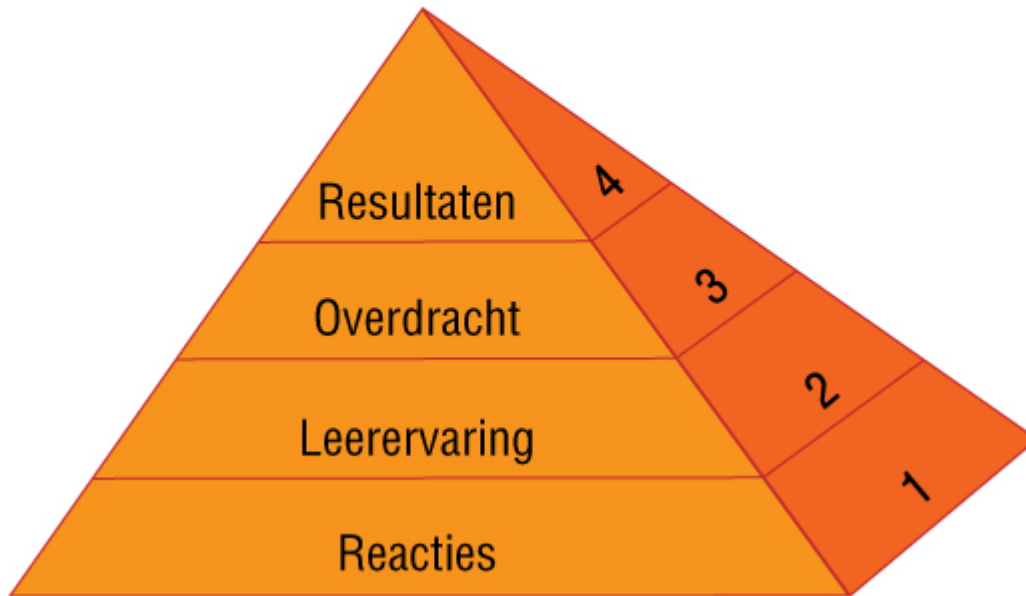 Resultaten
4
Overdracht
3
Leerervaring
2
Reacties
1